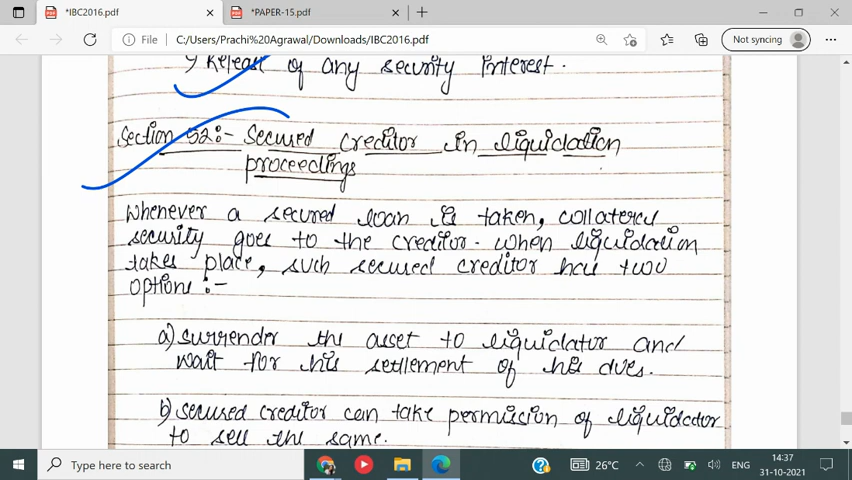 *IBC2016.pdf
*PAPER-15.pdf
File
C:/Users/Prachi%20Agrawal/Downloads/IBC2016.pdf
Not syncing
Release of any security interest.
Section 52:- Secured Creditor in liquidation
proceedings
Whenever a secured loan is taken, collateral
security goes to the creditor. When liquidation
takes place, such secured creditor has two
option:-
a) surrender the asset to liquidator and
wait for his settlement of his dues.
b) secured creditor can take permission of liquidator
to sell the same.
Type here to search
26°C
ENG
14:37
31-10-2021